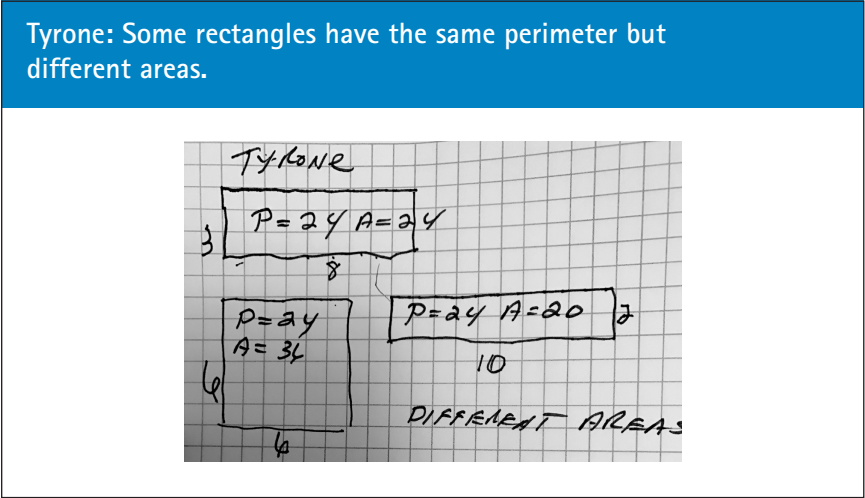 Tyrone: Some rectangles have the same perimeter but
different areas.
TYRONE
P=24 A=24
3
8
P=24
A=36
6
6
P=24 A=20
2
10
DIFFERENT AREAS